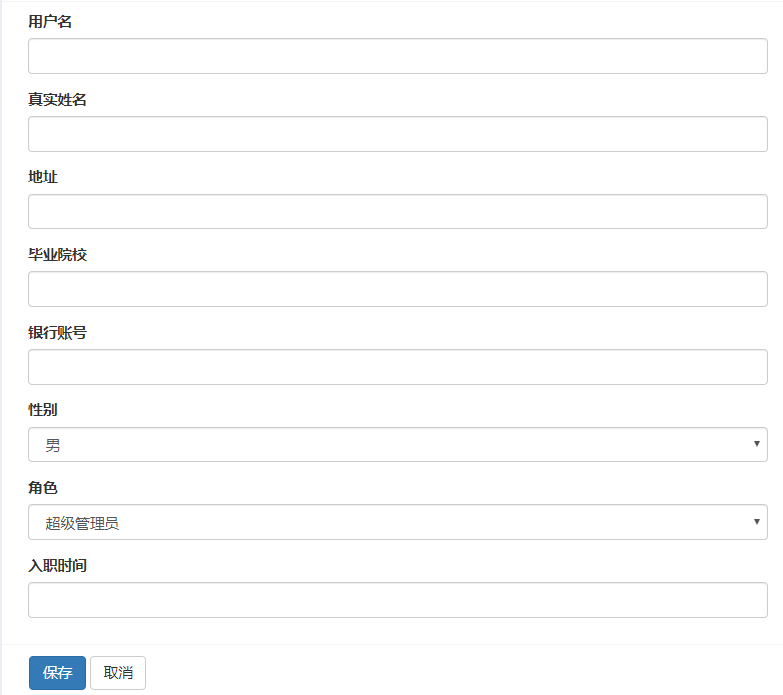 用户名
真实姓名
地址
毕业院校
银行账号
性别
男
角色
超级管理员
入职时间
保存 取消